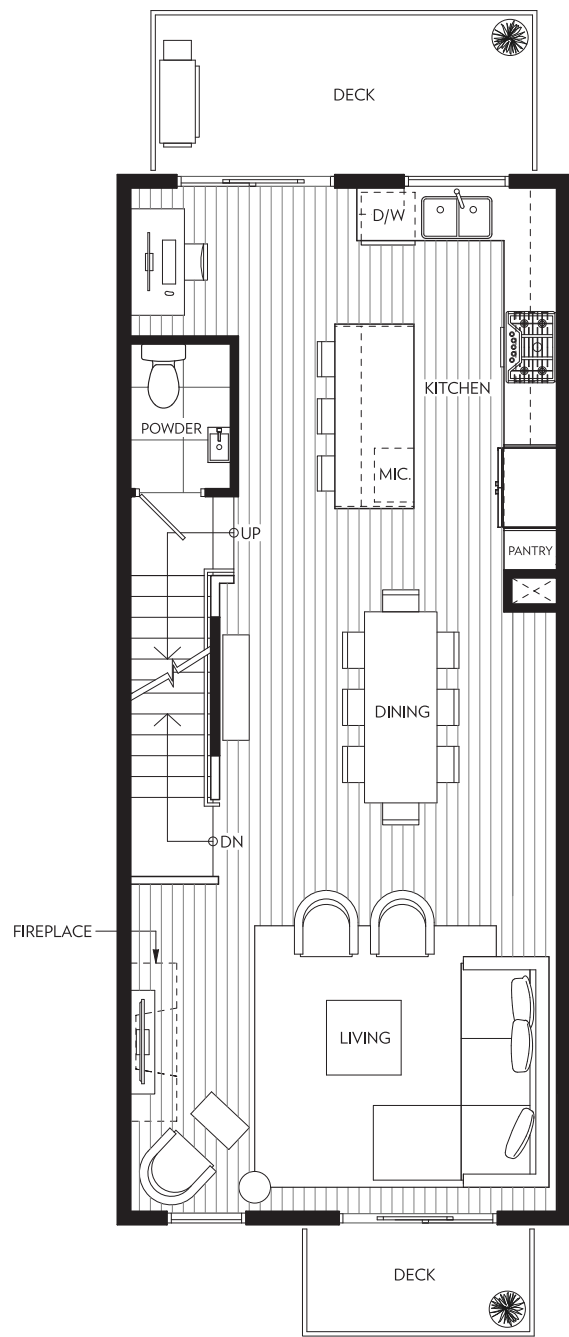 DECK
D/W
KITCHEN
POWDER
MIC.
UP
PANTRY
DINING
DN
FIREPLACE
LIVING
DECK